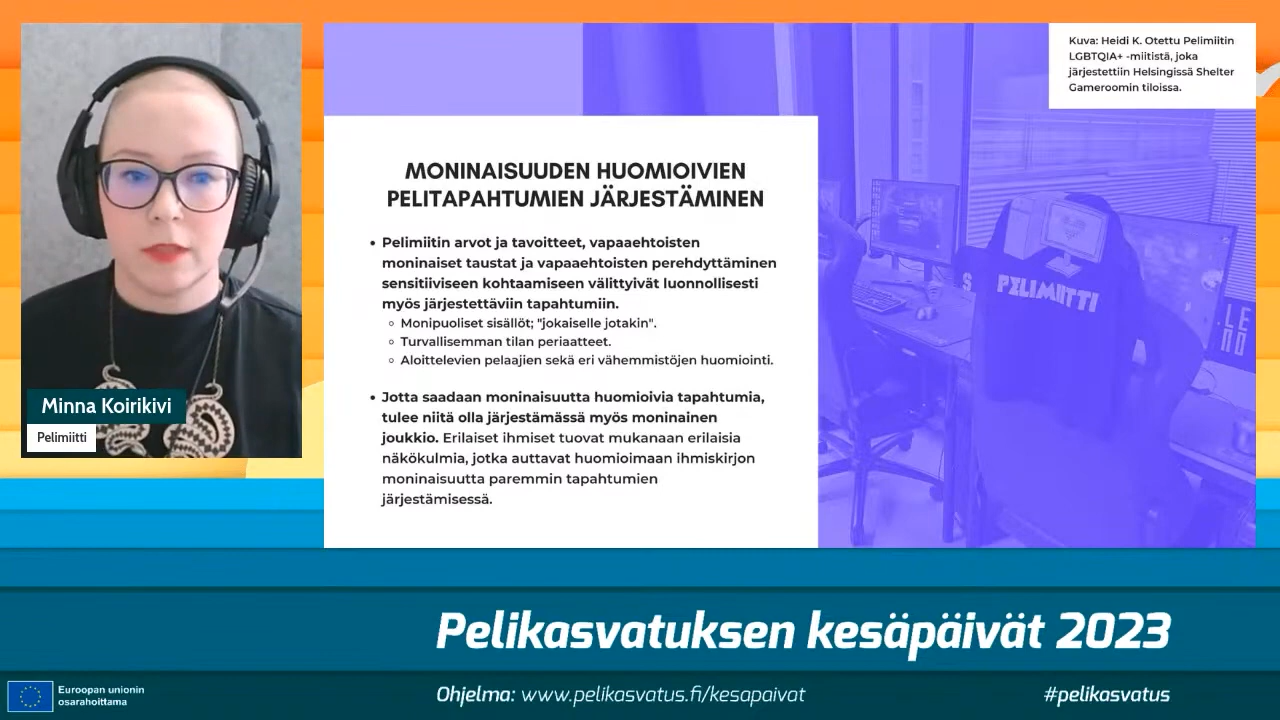 Kuva: Heidi K. Otettu Pelimiitin
LGBTQIA+ -miitistä, joka
järjestettiin Helsingissä Shelter
Gameroomin tiloissa.
MONINAISUUDEN HUOMIOIVIEN
PELITAPAHTUMIEN JÄRJESTÄMINEN
• Pelimiitin arvot ja tavoitteet, vapaaehtoisten
moninaiset taustat ja vapaaehtoisten perehdyttäminen
sensitiiviseen kohtaamiseen välittyivät luonnollisesti
myös järjestettäviin tapahtumiin.
◦ Monipuoliset sisällöt; "jokaiselle jotakin".
◦ Turvallisemman tilan periaatteet.
◦ Aloittelevien pelaajien sekä eri vähemmistöjen huomiointi.
• Jotta saadaan moninaisuutta huomioivia tapahtumia,
tulee niitä olla järjestämässä myös moninainen
joukkio. Erilaiset ihmiset tuovat mukanaan erilaisia
näkökulmia, jotka auttavat huomioimaan ihmiskirjon
moninaisuutta paremmin tapahtumien
järjestämisessä.
PELIMIITTI
Minna Koirikivi
Pelimiitti
Pelikasvatuksen kesäpäivät 2023
Euroopan unionin
osarahoittama
Ohjelma: www.pelikasvatus.fi/kesapaivat
#pelikasvatus